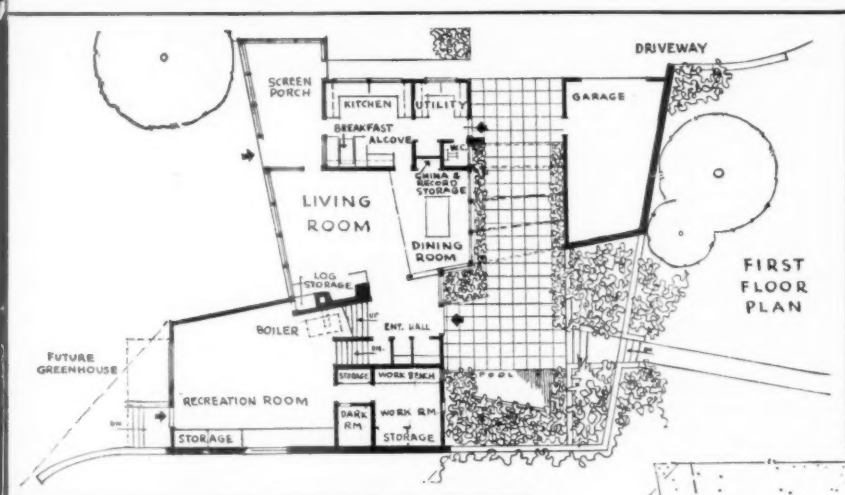 DRIVEWAY
SCREEN
PORCH
KITCHEN
UTILITY
GARAGE
BREAKFAST
ALCOVE
W.C.
CHINA &
RECORD
STORAGE
LIVING
ROOM
DINING
ROOM
FIRST
FLOOR
PLAN
LOG
STORAGE
BOILER
UP
ENT. HALL
DN.
FUTURE
GREENHOUSE
STORAGE
WORK BENCH
POOL
RECREATION ROOM
DARK
RM.
WORK RM.
STORAGE
STORAGE
DN